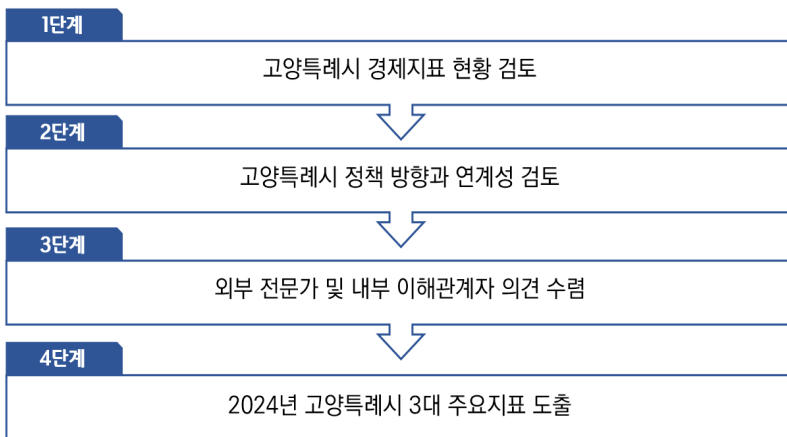 1단계
고양특례시 경제지표 현황 검토
2단계
고양특례시 정책 방향과 연계성 검토
3단계
외부 전문가 및 내부 이해관계자 의견 수렴
4단계
2024년 고양특례시 3대 주요지표 도출